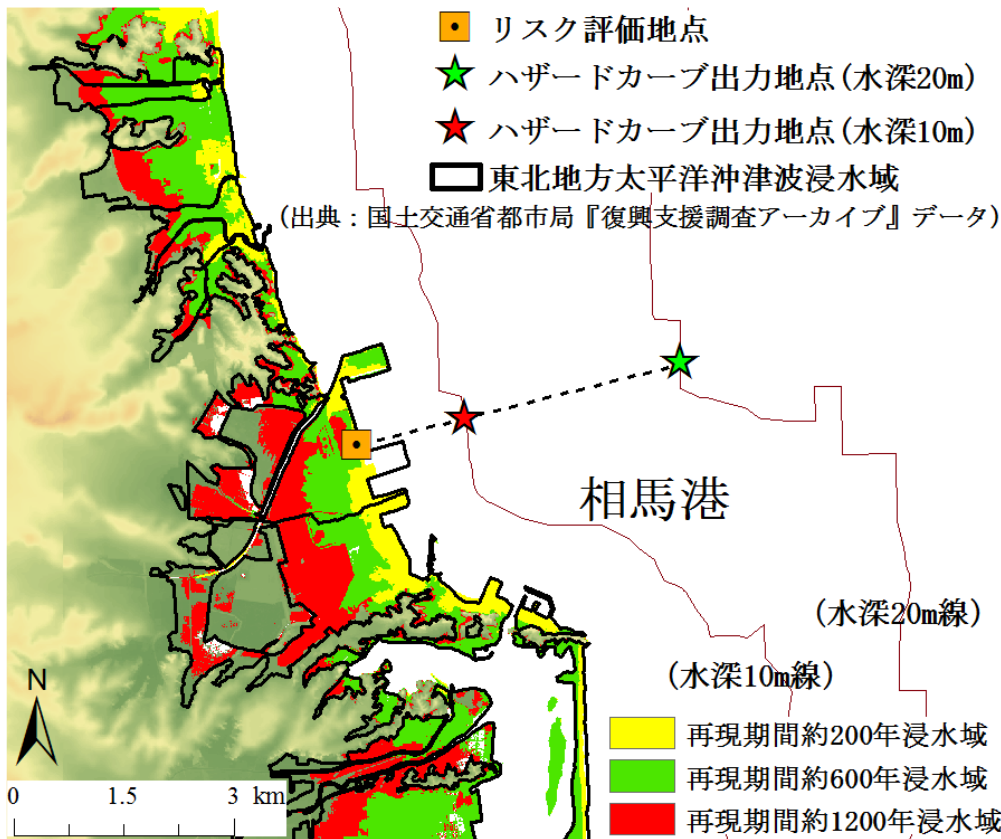 リスク評価地点
ハザードカーブ出力地点(水深20m)
ハザードカーブ出力地点(水深10m)
東北地方太平洋沖津波浸水域
(出典：国土交通省都市局『復興支援調査アーカイブ』データ)
相馬港
(水深20m線)
(水深10m線)
N
0 1.5 3 km
再現期間約200年浸水域
再現期間約600年浸水域
再現期間約1200年浸水域